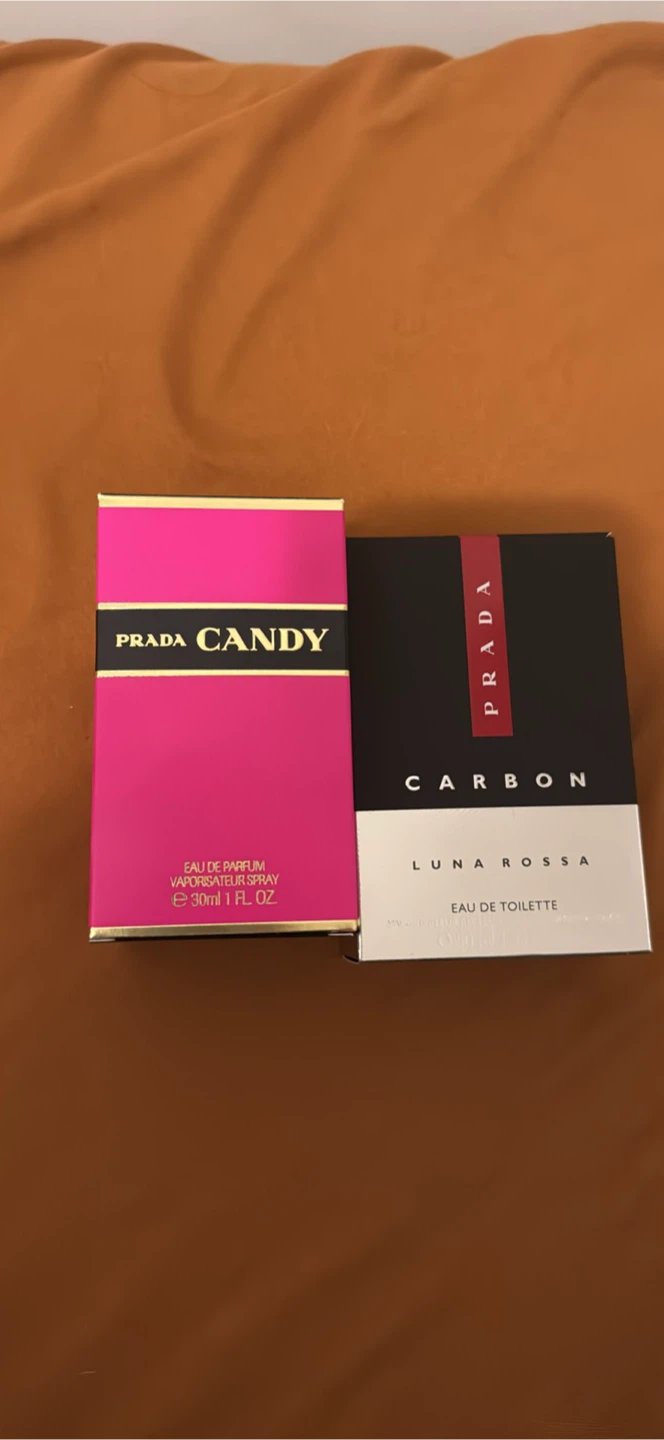 PRADA CANDY
EAU DE PARFUM
VAPORISATEUR SPRAY
℮ 30ml 1 FL. OZ.
PRADA
CARBON
LUNA ROSSA
EAU DE TOILETTE